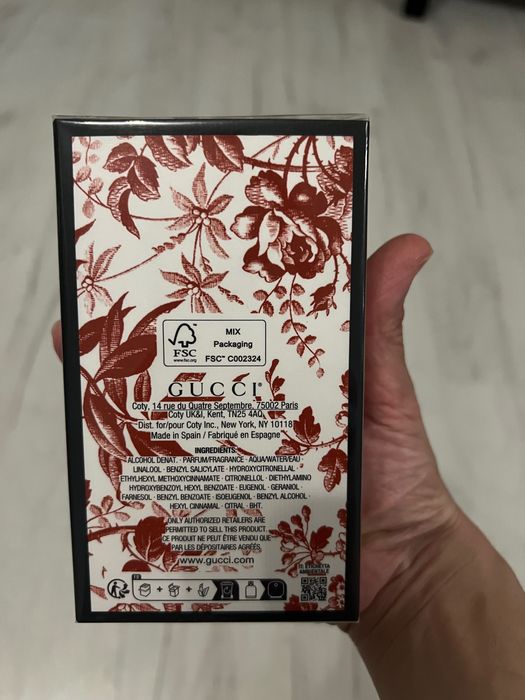 MIX
Packaging
FSC™ C002324
FSC
www.fsc.org
GUCCI
Coty, 14 rue du Quatre Septembre, 75002 Paris
Coty UK&I, Kent, TN25 4AQ
Dist. for/pour Coty Inc., New York, NY 10118
Made in Spain / Fabriqué en Espagne
INGREDIENTS:
ALCOHOL DENAT. · PARFUM/FRAGRANCE · AQUA/WATER/EAU ·
LINALOOL · BENZYL SALICYLATE · HYDROXYCITRONELLAL ·
ETHYLHEXYL METHOXYCINNAMATE · CITRONELLOL · DIETHYLAMINO
HYDROXYBENZOYL HEXYL BENZOATE · EUGENOL · GERANIOL ·
FARNESOL · BENZYL BENZOATE · ISOEUGENOL · BENZYL ALCOHOL ·
HEXYL CINNAMAL · CITRAL · BHT.
ONLY AUTHORIZED RETAILERS ARE
PERMITTED TO SELL THIS PRODUCT
CE PRODUIT NE PEUT ÊTRE VENDU QUE
PAR LES DÉPOSITAIRES AGRÉÉS.
www.gucci.com
ETICHETTA
AMBIENTALE